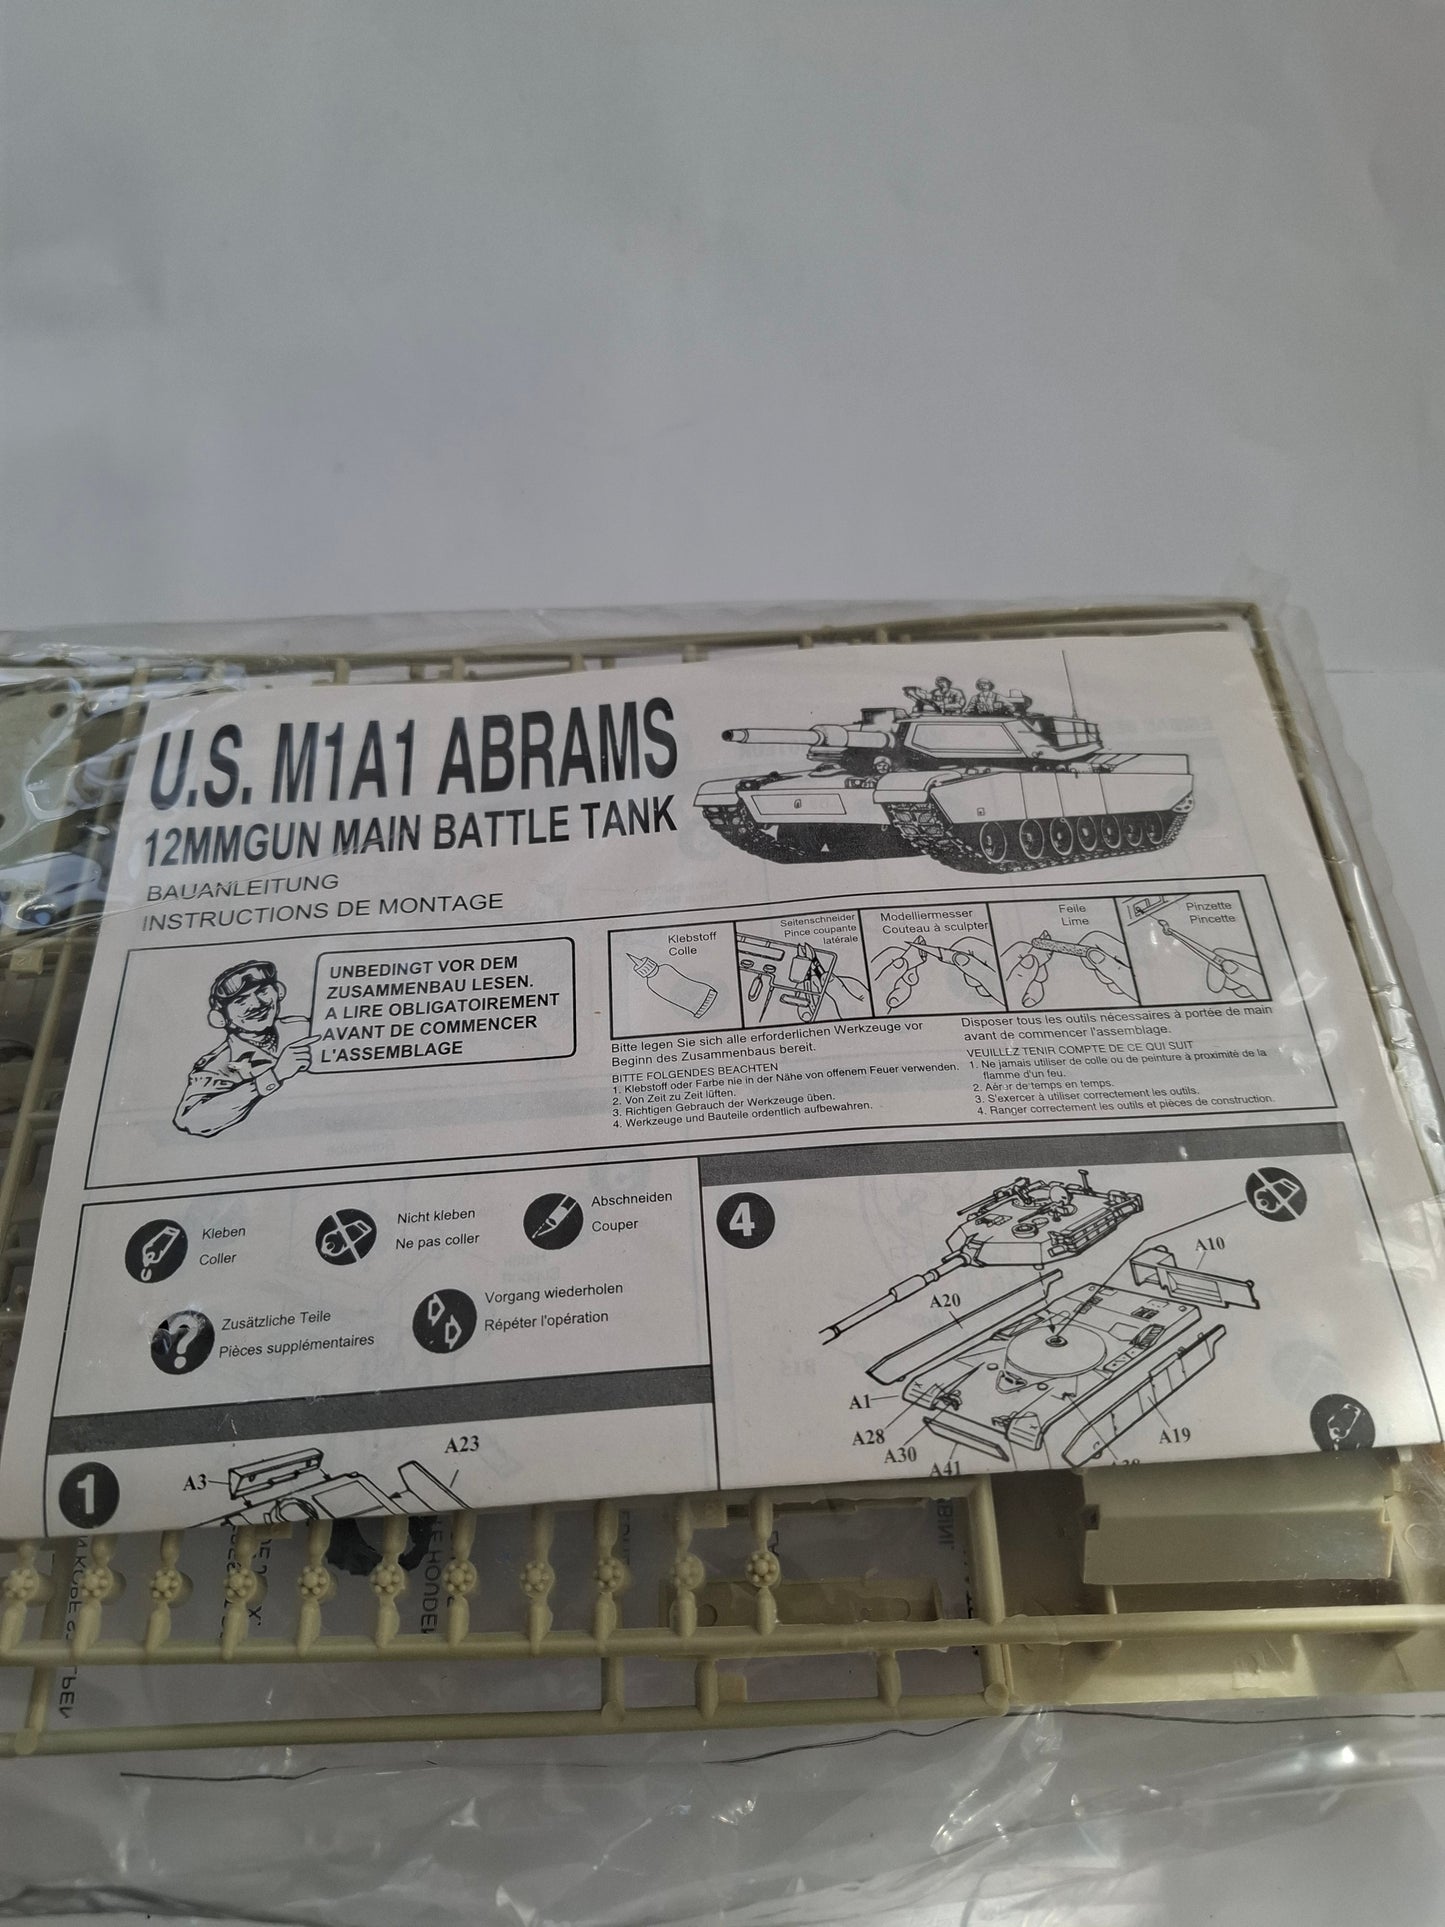 U.S. M1A1 ABRAMS
12MMGUN MAIN BATTLE TANK
BAUANLEITUNG
INSTRUCTIONS DE MONTAGE
UNBEDINGT VOR DEM
ZUSAMMENBAU LESEN.
A LIRE OBLIGATOIREMENT
AVANT DE COMMENCER
L'ASSEMBLAGE
Klebstoff
Colle
Seitenschneider
Pince coupante
latérale
Modelliermesser
Couteau à sculpter
Feile
Lime
Pinzette
Pincette
Bitte legen Sie sich alle erforderlichen Werkzeuge vor
Beginn des Zusammenbaus bereit.
BITTE FOLGENDES BEACHTEN
1. Klebstoff oder Farbe nie in der Nähe von offenem Feuer verwenden.
2. Von Zeit zu Zeit lüften.
3. Richtigen Gebrauch der Werkzeuge üben.
4. Werkzeuge und Bauteile ordentlich aufbewahren.
Disposer tous les outils nécessaires à portée de main
avant de commencer l'assemblage.
VEUILLLZ TENIR COMPTE DE CE QUI SUIT
1. Ne jamais utiliser de colle ou de peinture à proximité de la
flamme d'un feu.
2. Aérer de temps en temps.
3. S'exercer à utiliser correctement les outils.
4. Ranger correctement les outils et pièces de construction.
Kleben
Coller
Nicht kleben
Ne pas coller
Abschneiden
Couper
Zusätzliche Teile
Pièces supplémentaires
Vorgang wiederholen
Répéter l'opération
4
A10
A20
A1
A28
A30
A41
A19
1
A3
A23